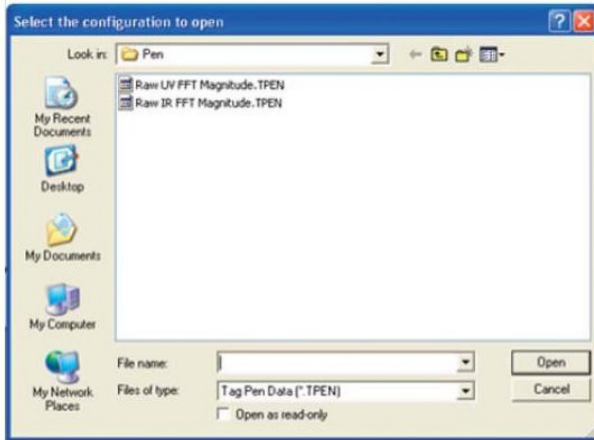 Select the configuration to open
Look in: Pen
Raw UV FFT Magnitude.TPEN
Raw IR FFT Magnitude.TPEN
My Recent
Documents
Desktop
My Documents
My Computer
My Network
Places
File name:
Open
Files of type: Tag Pen Data (*.TPEN)
Cancel
Open as read-only